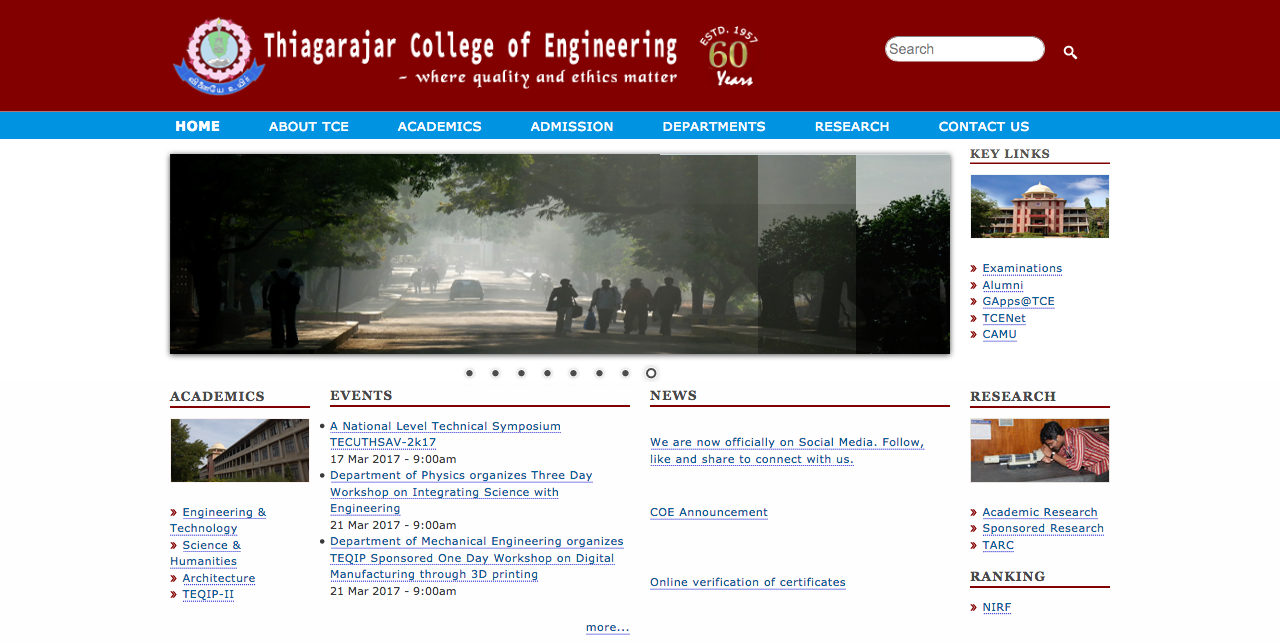 Thiagarajar College of Engineering
- where quality and ethics matter
ESTD. 1957
60
Years
Search
HOME
ABOUT TCE
ACADEMICS
ADMISSION
DEPARTMENTS
RESEARCH
CONTACT US
KEY LINKS
» Examinations
» Alumni
» GApps@TCE
» TCENet
» CAMU
ACADEMICS
» Engineering &
Technology
» Science &
Humanities
» Architecture
» TEQIP-II
EVENTS
• A National Level Technical Symposium
TECUTHSAV-2k17
17 Mar 2017 - 9:00am
• Department of Physics organizes Three Day
Workshop on Integrating Science with
Engineering
21 Mar 2017 - 9:00am
• Department of Mechanical Engineering organizes
TEQIP Sponsored One Day Workshop on Digital
Manufacturing through 3D printing
21 Mar 2017 - 9:00am
more...
NEWS
We are now officially on Social Media. Follow,
like and share to connect with us.
COE Announcement
Online verification of certificates
RESEARCH
» Academic Research
» Sponsored Research
» TARC
RANKING
» NIRF